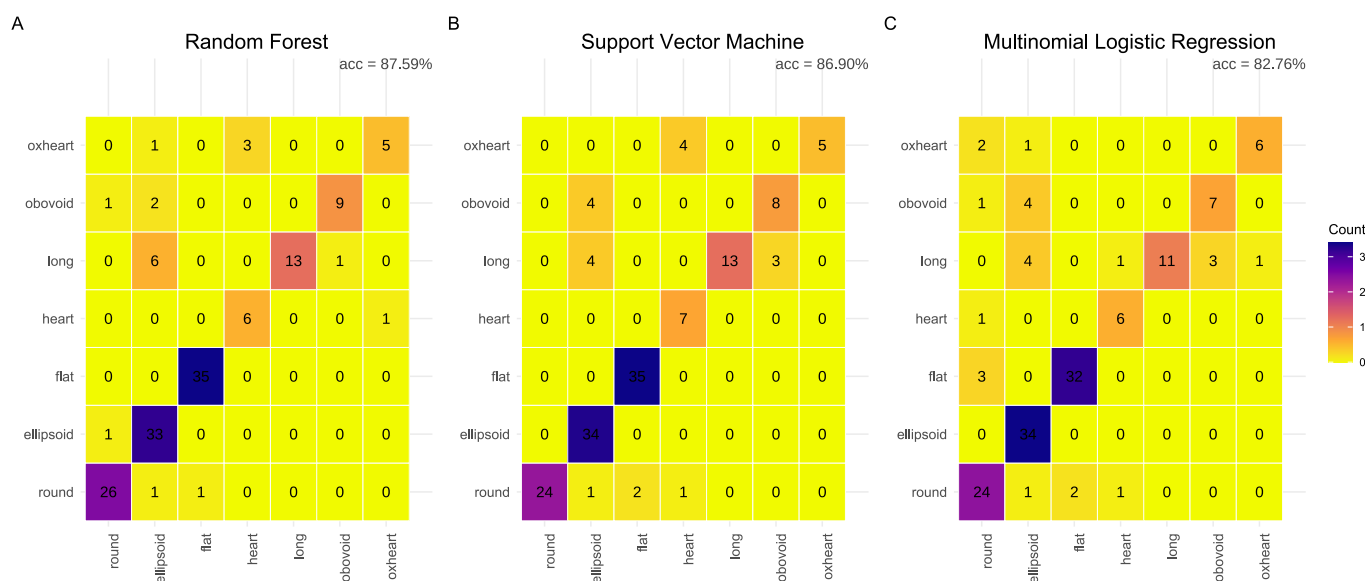 A
Random Forest
acc = 87.59%
oxheart 0 1 0 3 0 0 5
obovoid 1 2 0 0 0 9 0
long 0 6 0 0 13 1 0
heart 0 0 0 6 0 0 1
flat 0 0 35 0 0 0 0
ellipsoid 1 33 0 0 0 0 0
round 26 1 1 0 0 0 0
round ellipsoid flat heart long obovoid oxheart
B
Support Vector Machine
acc = 86.90%
oxheart 0 0 0 4 0 0 5
obovoid 0 4 0 0 0 8 0
long 0 4 0 0 13 3 0
heart 0 0 0 7 0 0 0
flat 0 0 35 0 0 0 0
ellipsoid 0 34 0 0 0 0 0
round 24 1 2 1 0 0 0
round ellipsoid flat heart long obovoid oxheart
C
Multinomial Logistic Regression
acc = 82.76%
oxheart 2 1 0 0 0 0 6
obovoid 1 4 0 0 0 7 0
long 0 4 0 1 11 3 1
heart 1 0 0 6 0 0 0
flat 3 0 32 0 0 0 0
ellipsoid 0 34 0 0 0 0 0
round 24 1 2 1 0 0 0
round ellipsoid flat heart long obovoid oxheart
Count
3
2
1
0